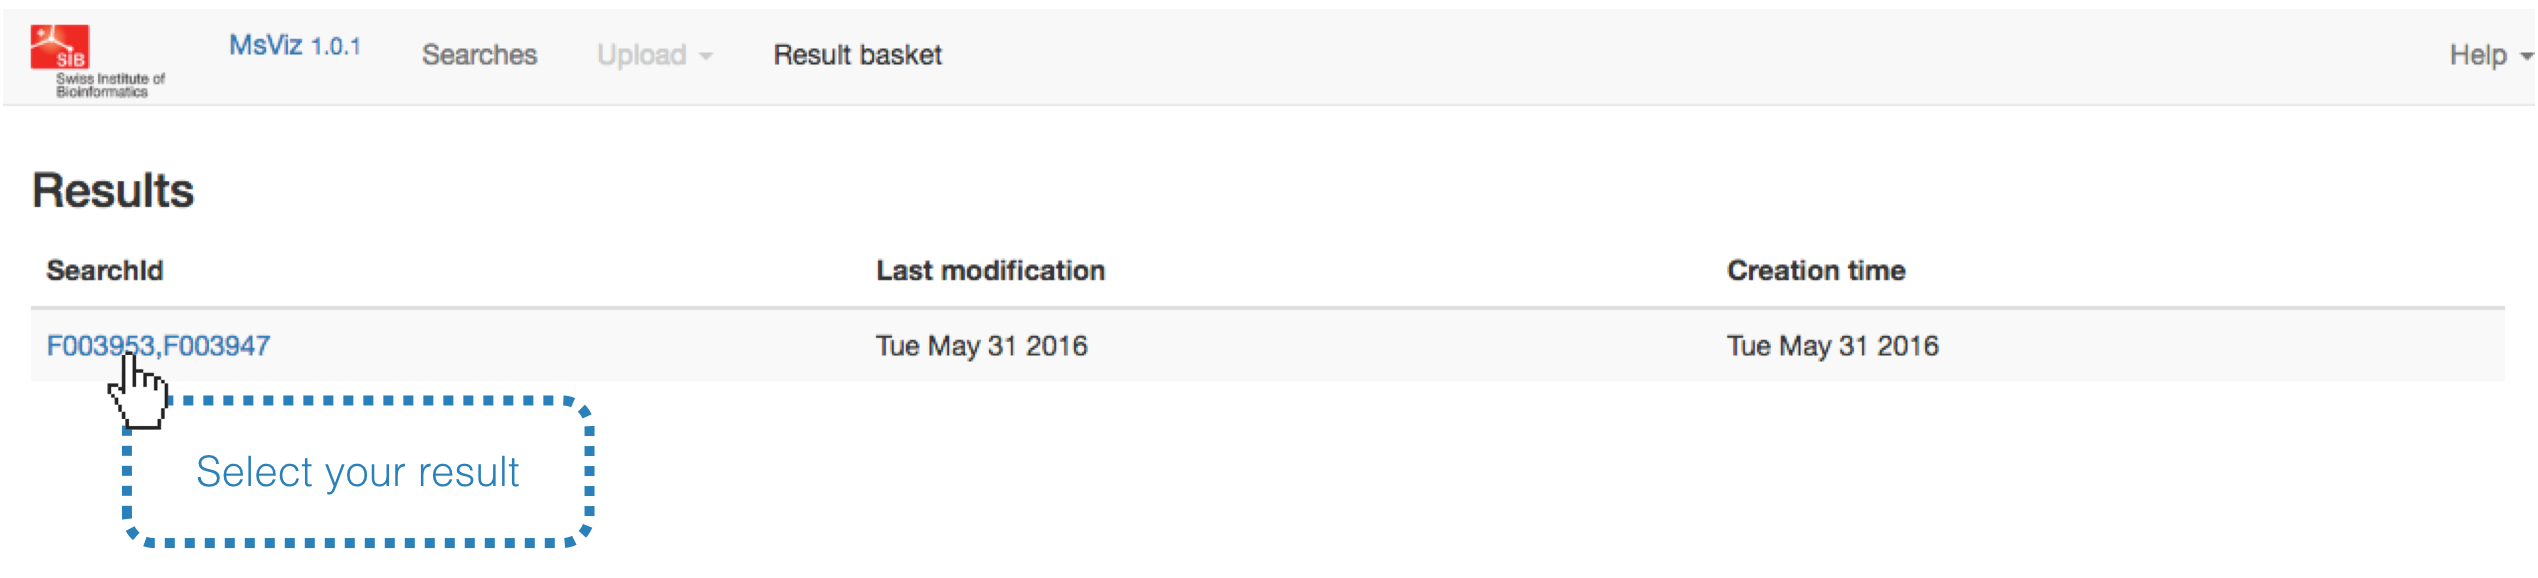 SIB
Swiss Institute of
Bioinformatics
MsViz 1.0.1 Searches Upload Result basket Help
Results
SearchId Last modification Creation time
F003953,F003947 Tue May 31 2016 Tue May 31 2016
Select your result